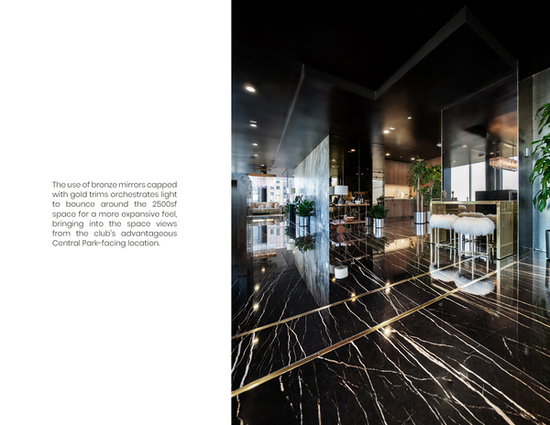 The use of bronze mirrors capped
with gold trims orchestrates light
to bounce around the 2500sf
space for a more expansive feel,
bringing into the space views
from the club's advantageous
Central Park-facing location.